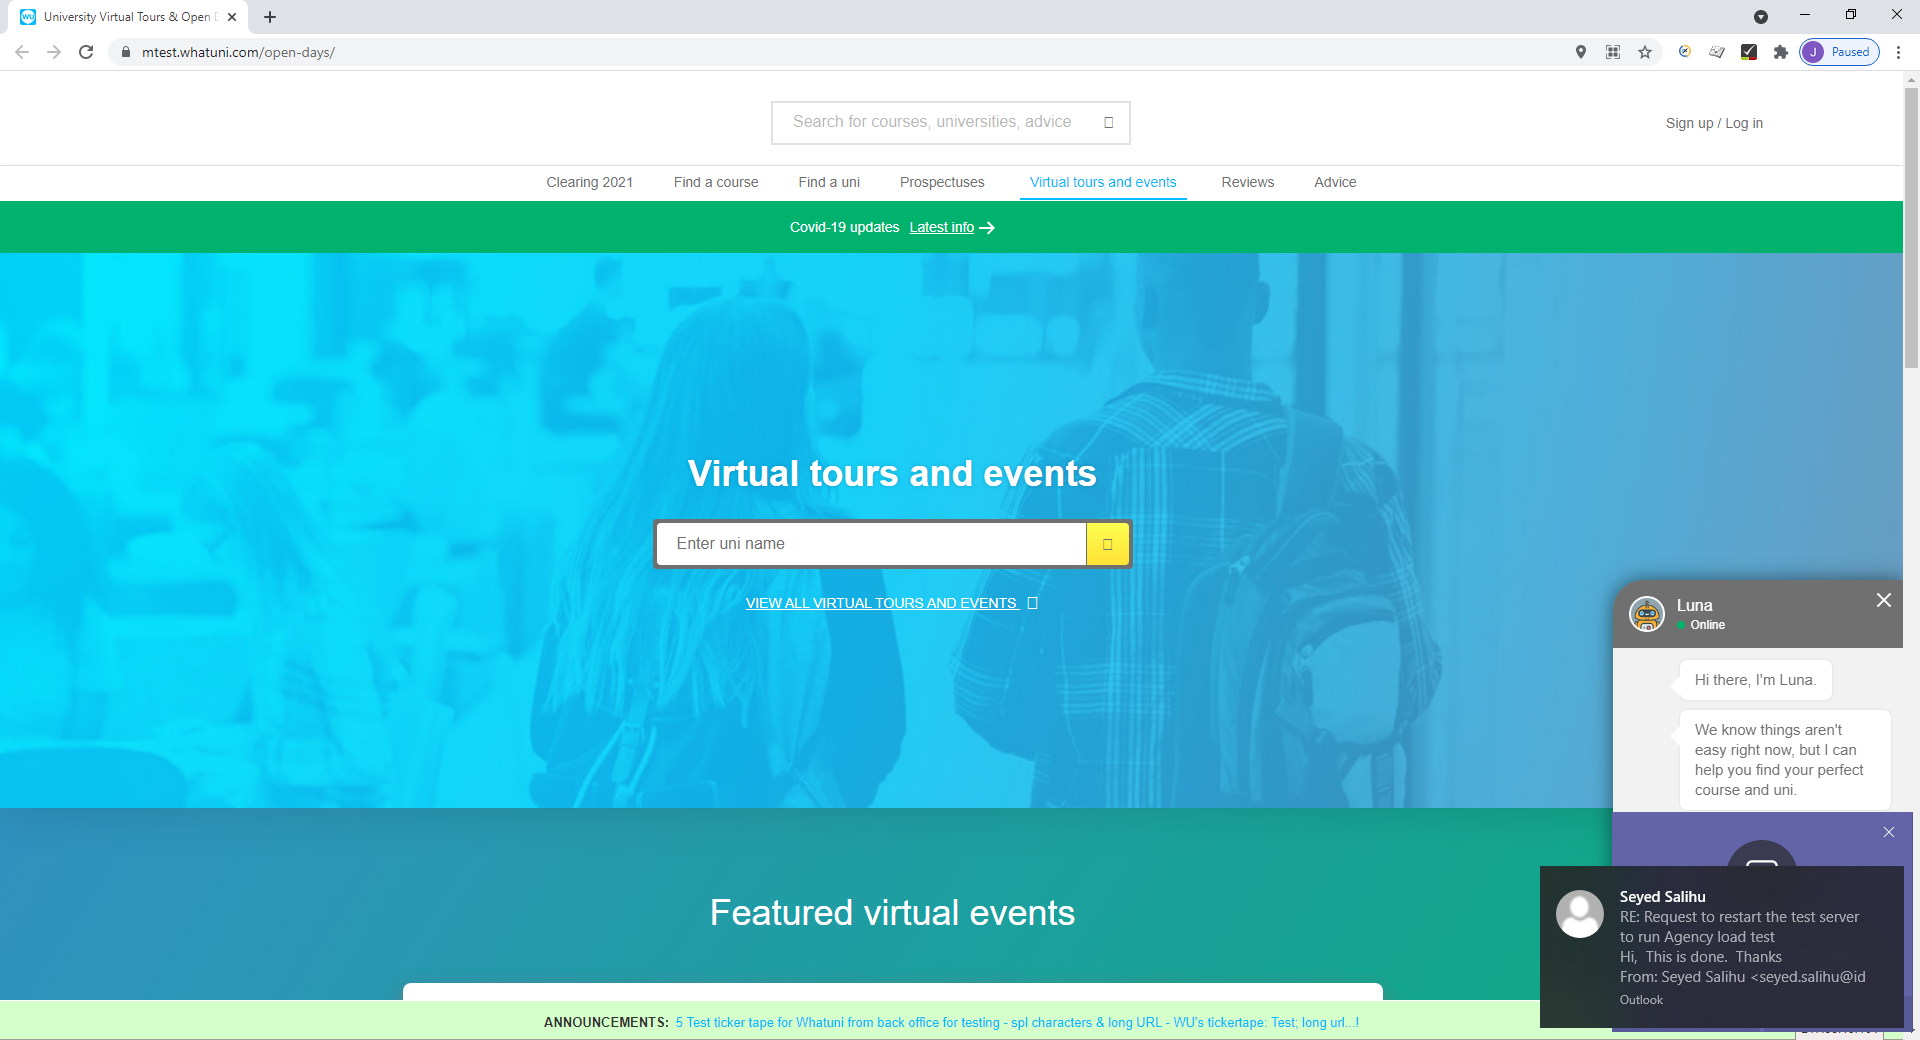 University Virtual Tours & Open
mtest.whatuni.com/open-days/
J Paused
Search for courses, universities, advice
Sign up / Log in
Clearing 2021 Find a course Find a uni Prospectuses Virtual tours and events Reviews Advice
Covid-19 updates Latest info
Virtual tours and events
Enter uni name
VIEW ALL VIRTUAL TOURS AND EVENTS
Luna
Online
Hi there, I'm Luna.
We know things aren't
easy right now, but I can
help you find your perfect
course and uni.
Featured virtual events
Seyed Salihu
RE: Request to restart the test server
to run Agency load test
Hi, This is done. Thanks
From: Seyed Salihu <seyed.salihu@id
Outlook
ANNOUNCEMENTS: 5 Test ticker tape for Whatuni from back office for testing - spl characters & long URL - WU's tickertape: Test; long url...!